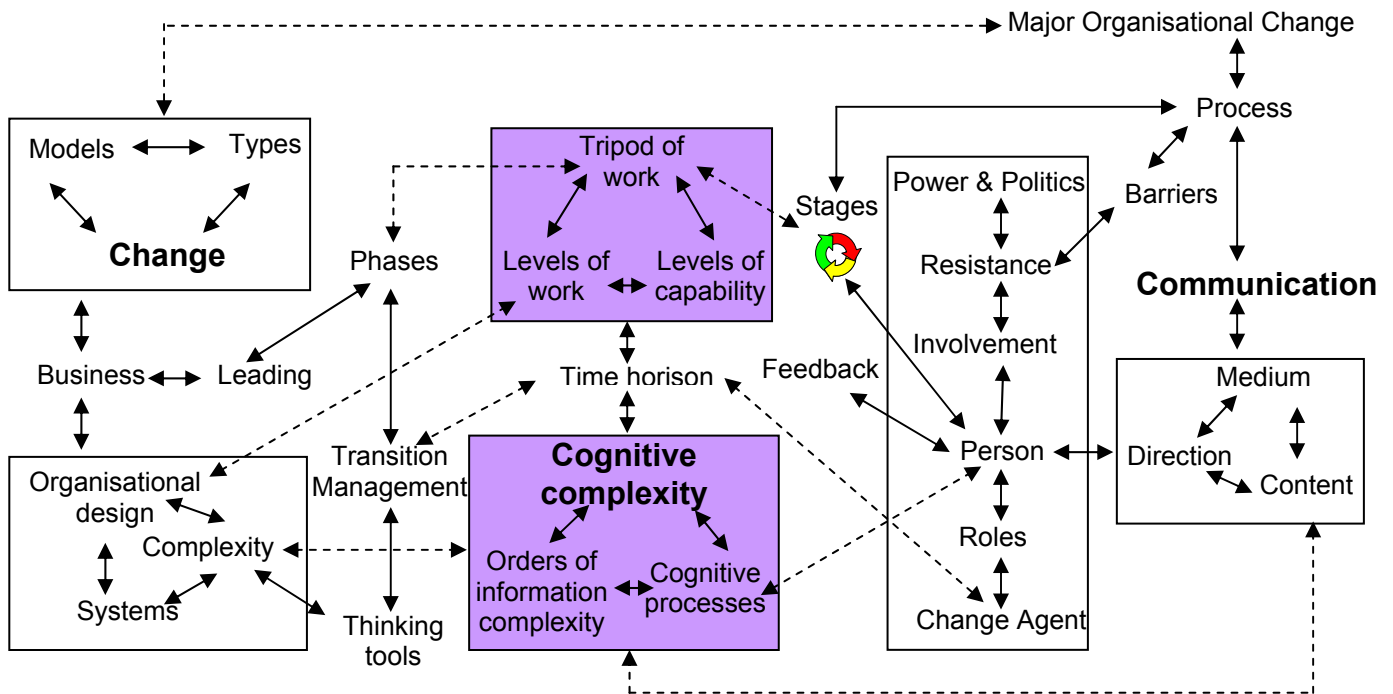 Major Organisational Change
Process
Models
Types
Change
Tripod of
work
Levels of
work
Levels of
capability
Stages
Power & Politics
Barriers
Phases
Resistance
Communication
Business
Leading
Time horison
Feedback
Involvement
Medium
Direction
Content
Organisational
design
Complexity
Systems
Transition
Management
Thinking
tools
Cognitive
complexity
Orders of
information
complexity
Cognitive
processes
Person
Roles
Change Agent